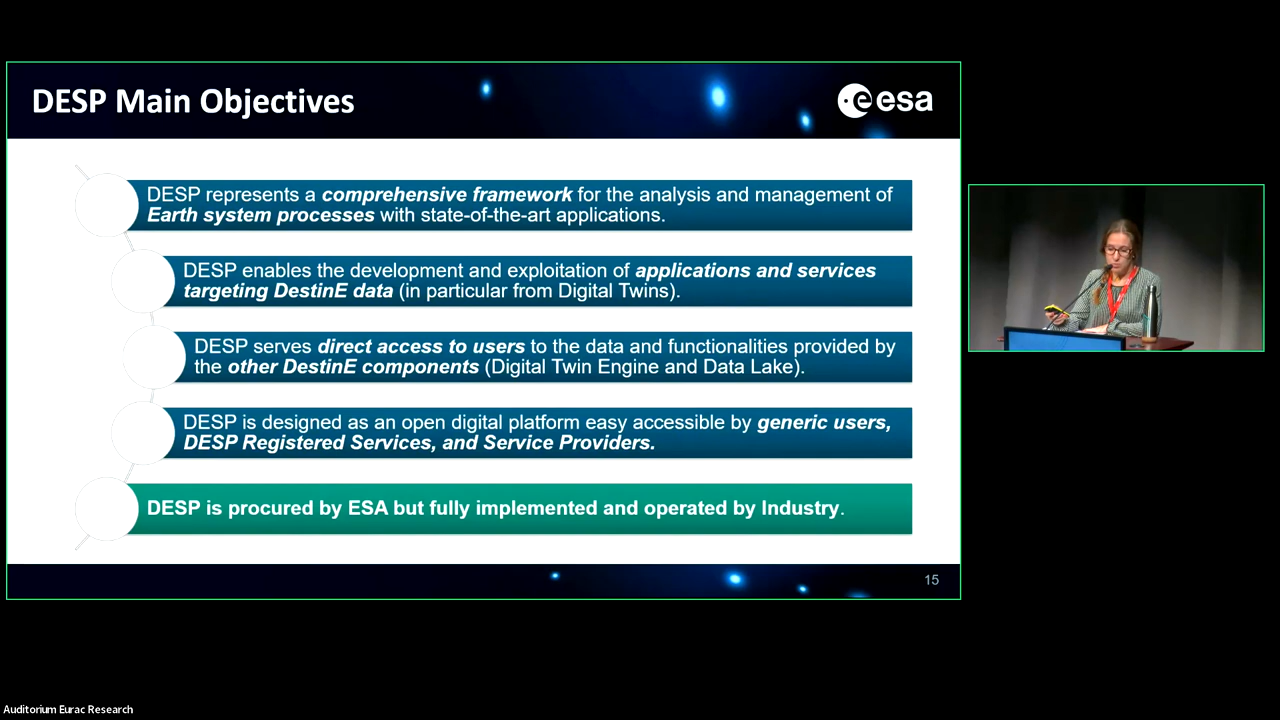 DESP Main Objectives
esa
DESP represents a comprehensive framework for the analysis and management of
Earth system processes with state-of-the-art applications.
DESP enables the development and exploitation of applications and services
targeting DestinE data (in particular from Digital Twins).
DESP serves direct access to users to the data and functionalities provided by
the other DestinE components (Digital Twin Engine and Data Lake).
DESP is designed as an open digital platform easy accessible by generic users,
DESP Registered Services, and Service Providers.
DESP is procured by ESA but fully implemented and operated by Industry.
15
Auditorium Eurac Research